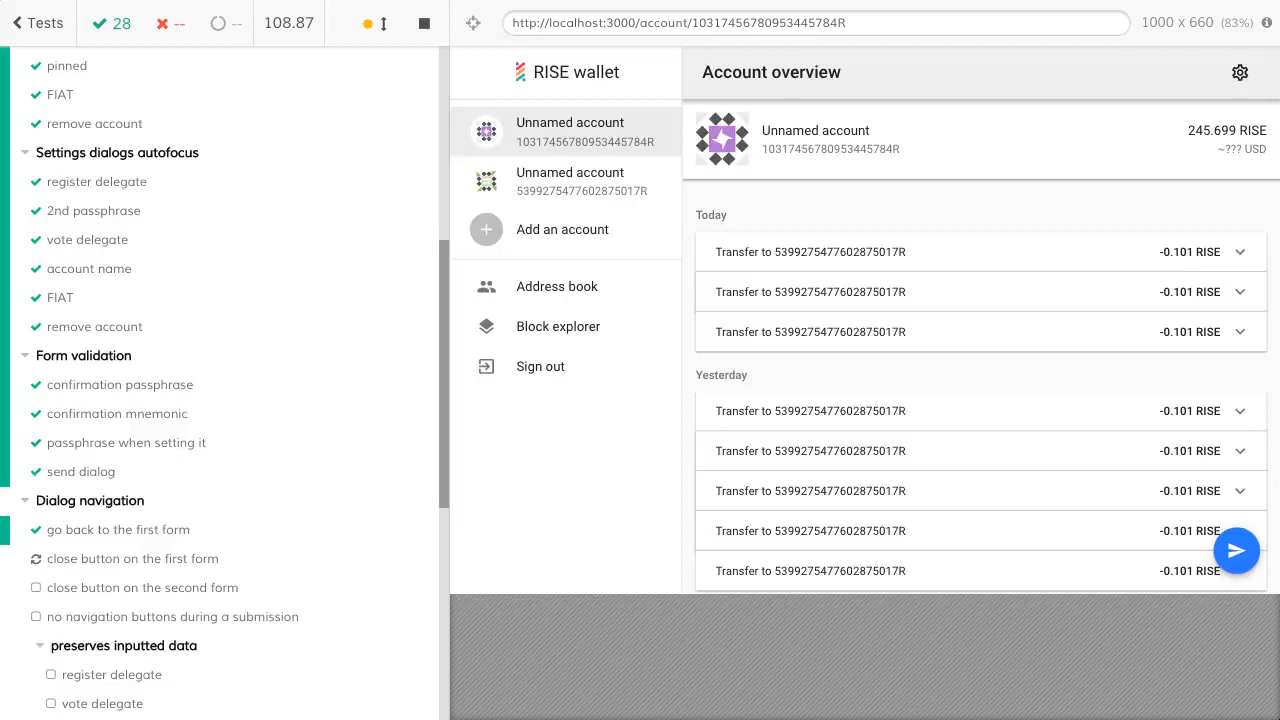 Tests
28
--
--
108.87
http://localhost:3000/account/10317456780953445784R
1000 x 660 (83%)
pinned
FIAT
remove account
Settings dialogs autofocus
register delegate
2nd passphrase
vote delegate
account name
FIAT
remove account
Form validation
confirmation passphrase
confirmation mnemonic
passphrase when setting it
send dialog
Dialog navigation
go back to the first form
close button on the first form
close button on the second form
no navigation buttons during a submission
preserves inputted data
register delegate
vote delegate
RISE wallet
Unnamed account
10317456780953445784R
Unnamed account
5399275477602875017R
Add an account
Address book
Block explorer
Sign out
Account overview
Unnamed account
10317456780953445784R
245.699 RISE
~??? USD
Today
Transfer to 5399275477602875017R -0.101 RISE
Transfer to 5399275477602875017R -0.101 RISE
Transfer to 5399275477602875017R -0.101 RISE
Yesterday
Transfer to 5399275477602875017R -0.101 RISE
Transfer to 5399275477602875017R -0.101 RISE
Transfer to 5399275477602875017R -0.101 RISE
Transfer to 5399275477602875017R -0.101 RISE
Transfer to 5399275477602875017R -0.101 RISE